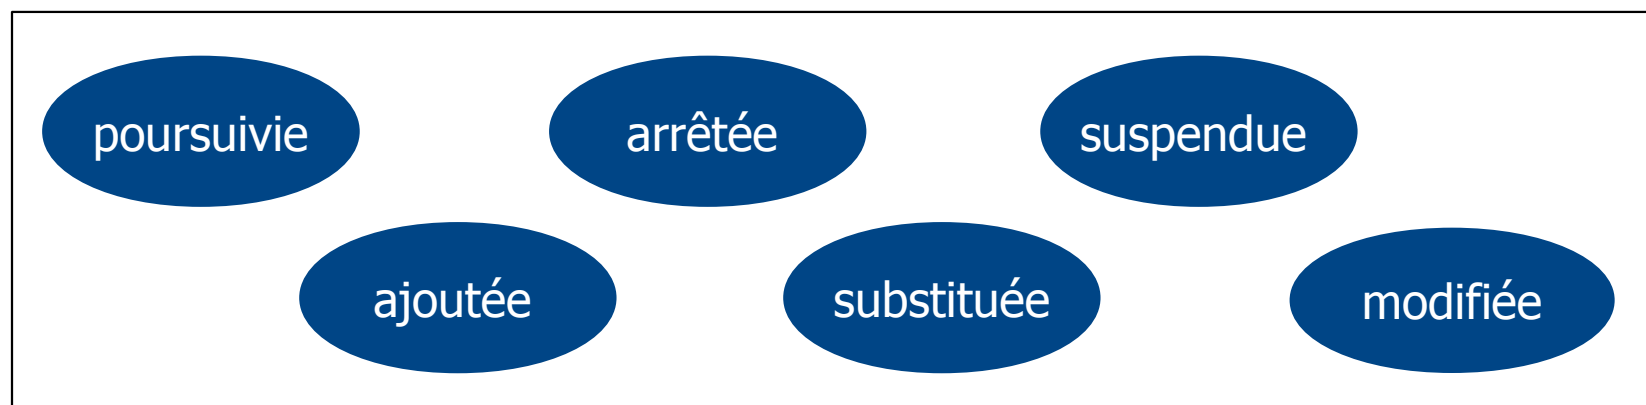 poursuivie
arrêtée
suspendue
ajoutée
substituée
modifiée